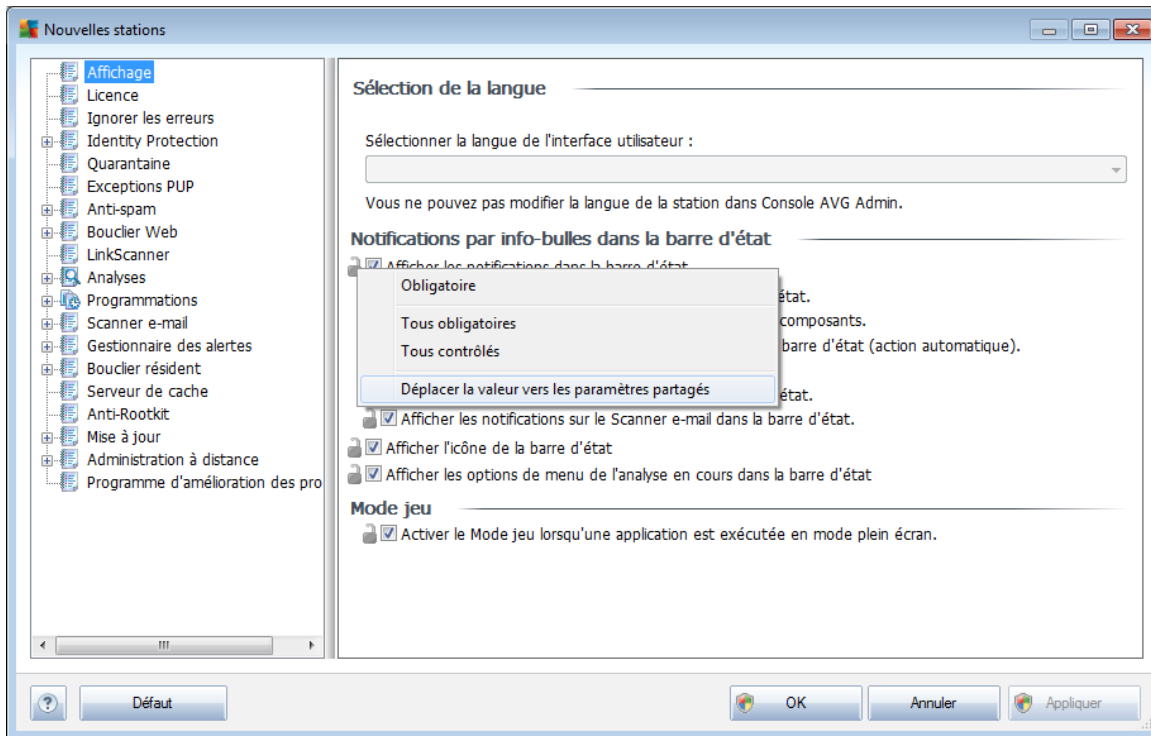 Nouvelles stations
Affichage
Licence
Ignorer les erreurs
Identity Protection
Quarantaine
Exceptions PUP
Anti-spam
Bouclier Web
LinkScanner
Analyses
Programmations
Scanner e-mail
Gestionnaire des alertes
Bouclier résident
Serveur de cache
Anti-Rootkit
Mise à jour
Administration à distance
Programme d'amélioration des pro
Sélection de la langue
Sélectionner la langue de l'interface utilisateur :
Vous ne pouvez pas modifier la langue de la station dans Console AVG Admin.
Notifications par info-bulles dans la barre d'état
Afficher les notifications dans la barre d'état
Obligatoire
état.
Tous obligatoires
composants.
Tous contrôlés
barre d'état (action automatique).
Déplacer la valeur vers les paramètres partagés
état.
Afficher les notifications sur le Scanner e-mail dans la barre d'état.
Afficher l'icône de la barre d'état
Afficher les options de menu de l'analyse en cours dans la barre d'état
Mode jeu
Activer le Mode jeu lorsqu'une application est exécutée en mode plein écran.
?
Défaut
OK
Annuler
Appliquer